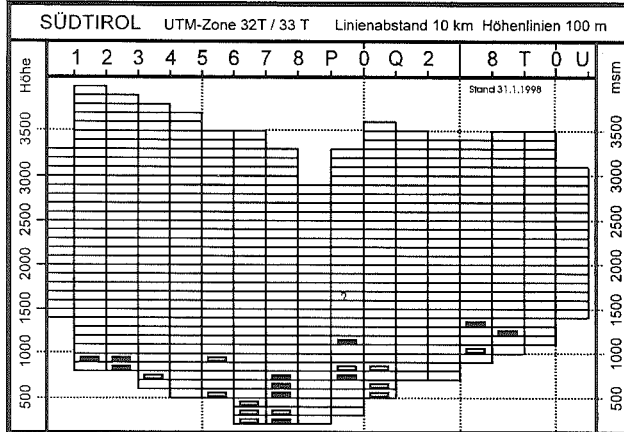 SÜDTIROL UTM-Zone 32T / 33 T Linienabstand 10 km Höhenlinien 100 m
Höhe 1 2 3 4 5 6 7 8 P 0 Q 2 8 T 0 U msm
Stand 31.1.1998
3500 3500
3000 3000
2500 2500
2000 2000
?
1500 1500
1000 1000
500 500